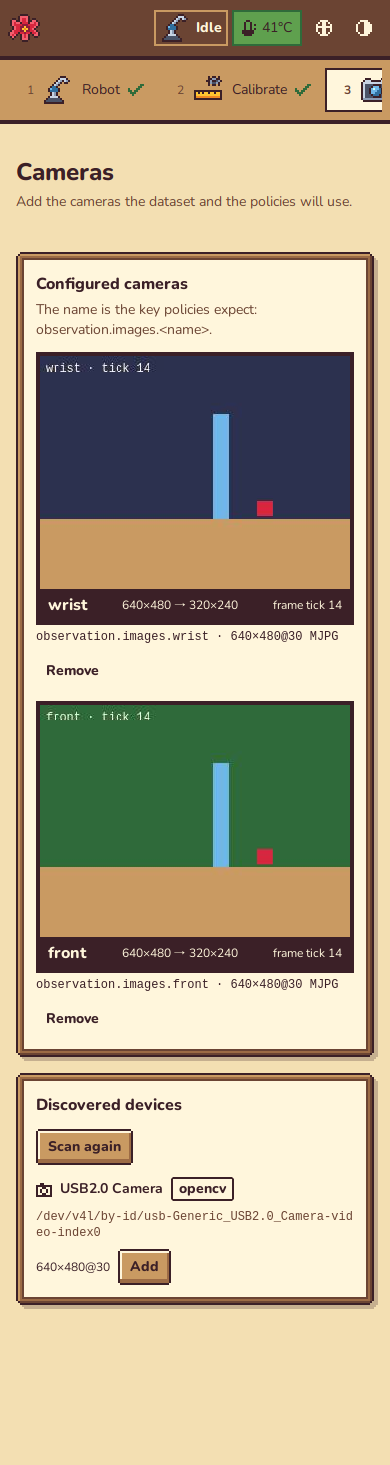 Idle
41°C
1 Robot
2 Calibrate
3
Cameras
Add the cameras the dataset and the policies will use.
Configured cameras
The name is the key policies expect:
observation.images.<name>.
wrist · tick 14
wrist 640×480 → 320×240 frame tick 14
observation.images.wrist · 640×480@30 MJPG
Remove
front · tick 14
front 640×480 → 320×240 frame tick 14
observation.images.front · 640×480@30 MJPG
Remove
Discovered devices
Scan again
USB2.0 Camera opencv
/dev/v4l/by-id/usb-Generic_USB2.0_Camera-vid
eo-index0
640×480@30 Add